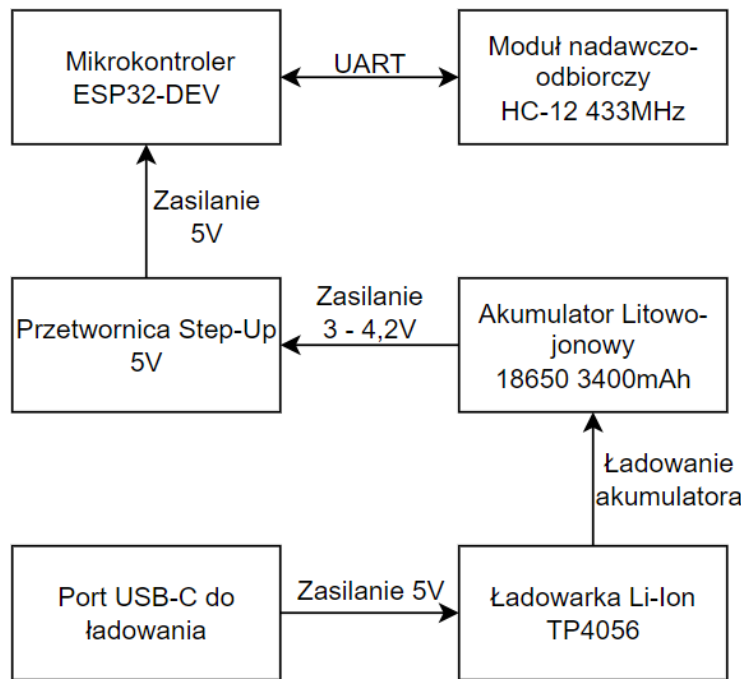 Mikrokontroler
ESP32-DEV
UART
Moduł nadawczo-
odbiorczy
HC-12 433MHz
Zasilanie
5V
Przetwornica Step-Up
5V
Zasilanie
3 - 4,2V
Akumulator Litowo-
jonowy
18650 3400mAh
Ładowanie
akumulatora
Port USB-C do
ładowania
Zasilanie 5V
Ładowarka Li-Ion
TP4056